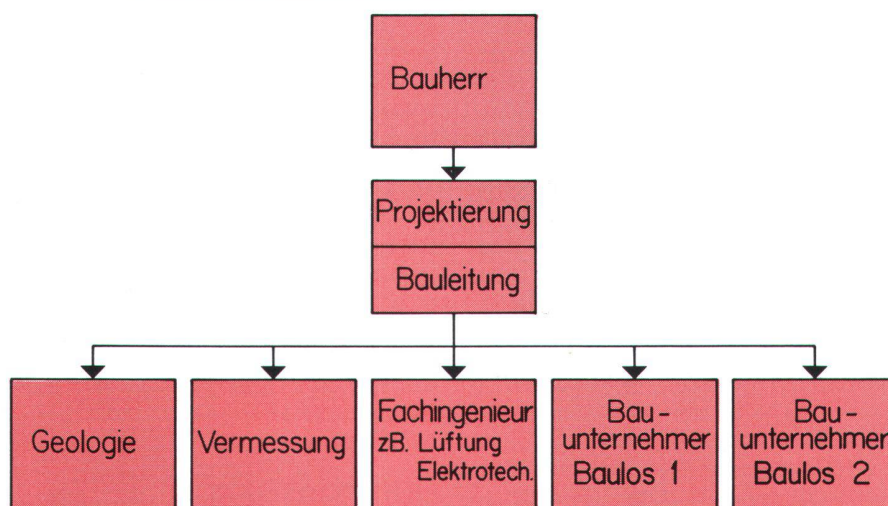 Bauherr
Projektierung
Bauleitung
Geologie
Vermessung
Fachingenieur
zB. Lüftung
Elektrotech.
Bau-
unternehmer
Baulos 1
Bau-
unternehmer
Baulos 2